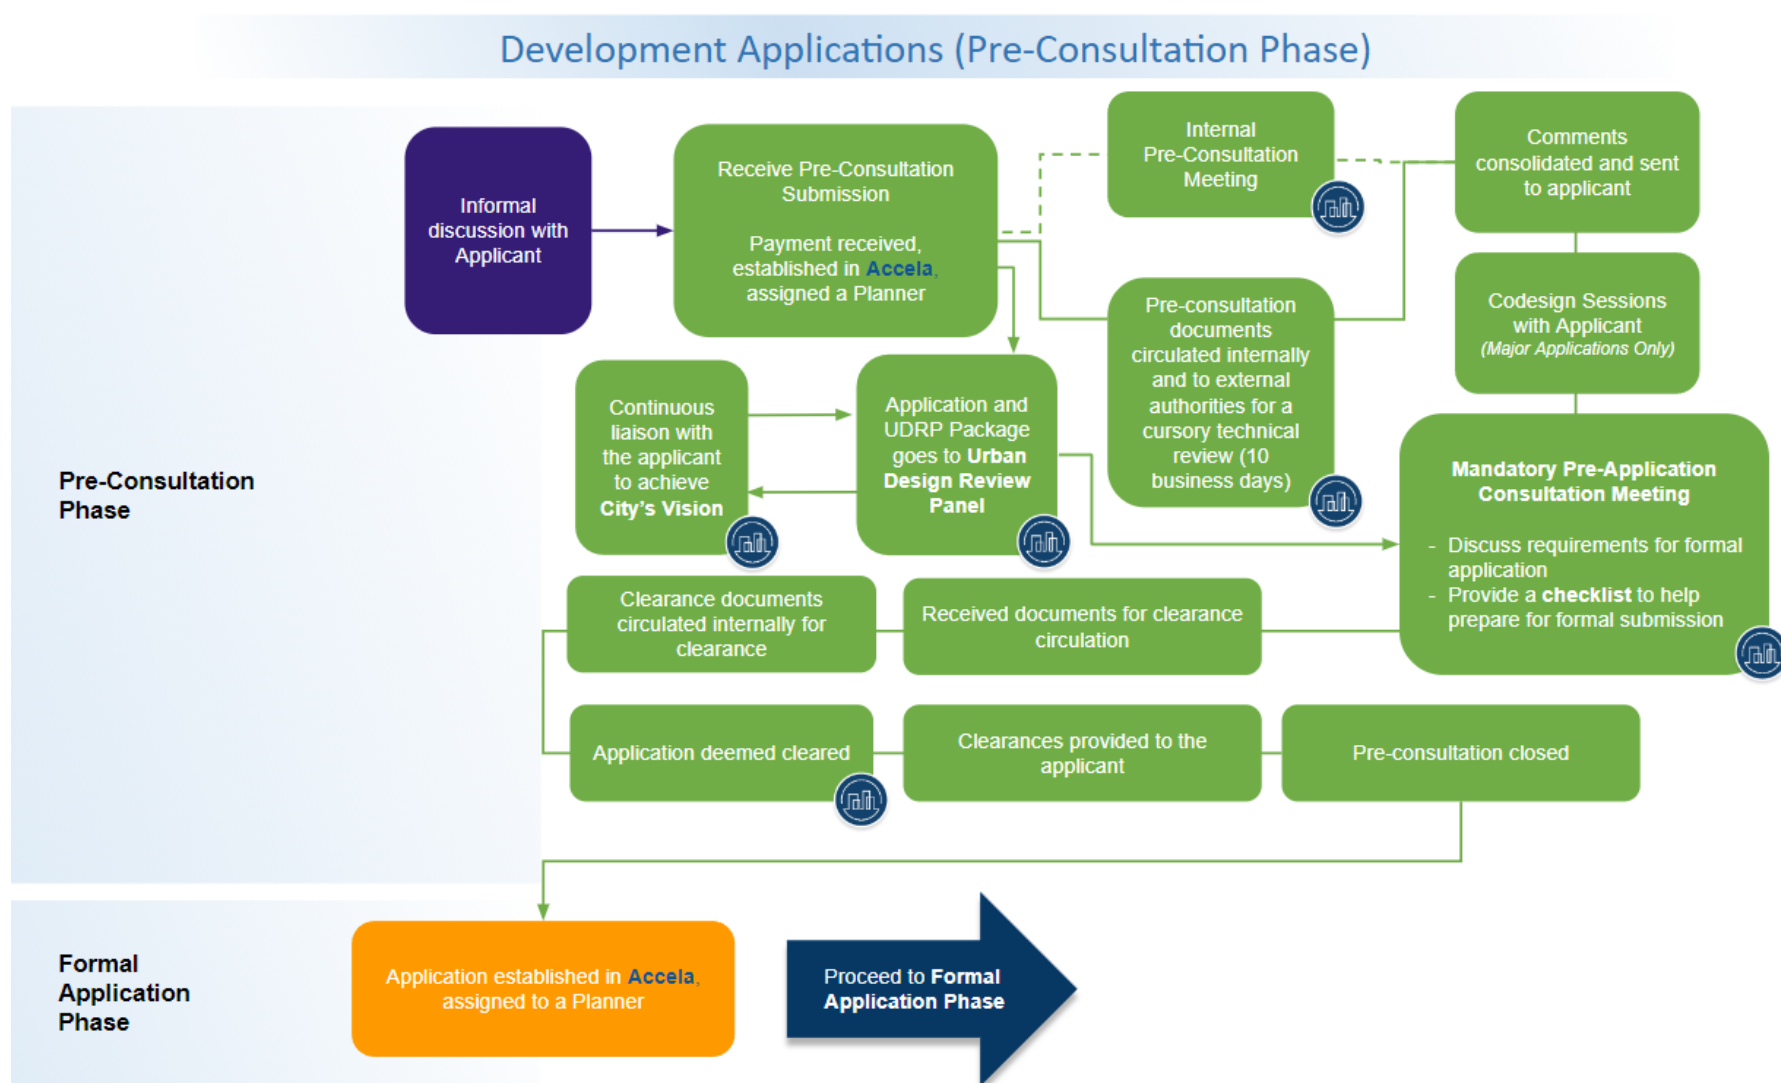 Development Applications (Pre-Consultation Phase)
Informal
discussion with
Applicant
Receive Pre-Consultation
Submission
Payment received,
established in Accela,
assigned a Planner
Internal
Pre-Consultation
Meeting
Comments
consolidated and sent
to applicant
Pre-consultation
documents
circulated internally
and to external
authorities for a
cursory technical
review (10
business days)
Codesign Sessions
with Applicant
(Major Applications Only)
Continuous
liaison with
the applicant
to achieve
City's Vision
Application and
UDRP Package
goes to Urban
Design Review
Panel
Mandatory Pre-Application
Consultation Meeting
- Discuss requirements for formal
application
- Provide a checklist to help
prepare for formal submission
Pre-Consultation
Phase
Clearance documents
circulated internally for
clearance
Received documents for clearance
circulation
Application deemed cleared
Clearances provided to the
applicant
Pre-consultation closed
Formal
Application
Phase
Application established in Accela,
assigned to a Planner
Proceed to Formal
Application Phase